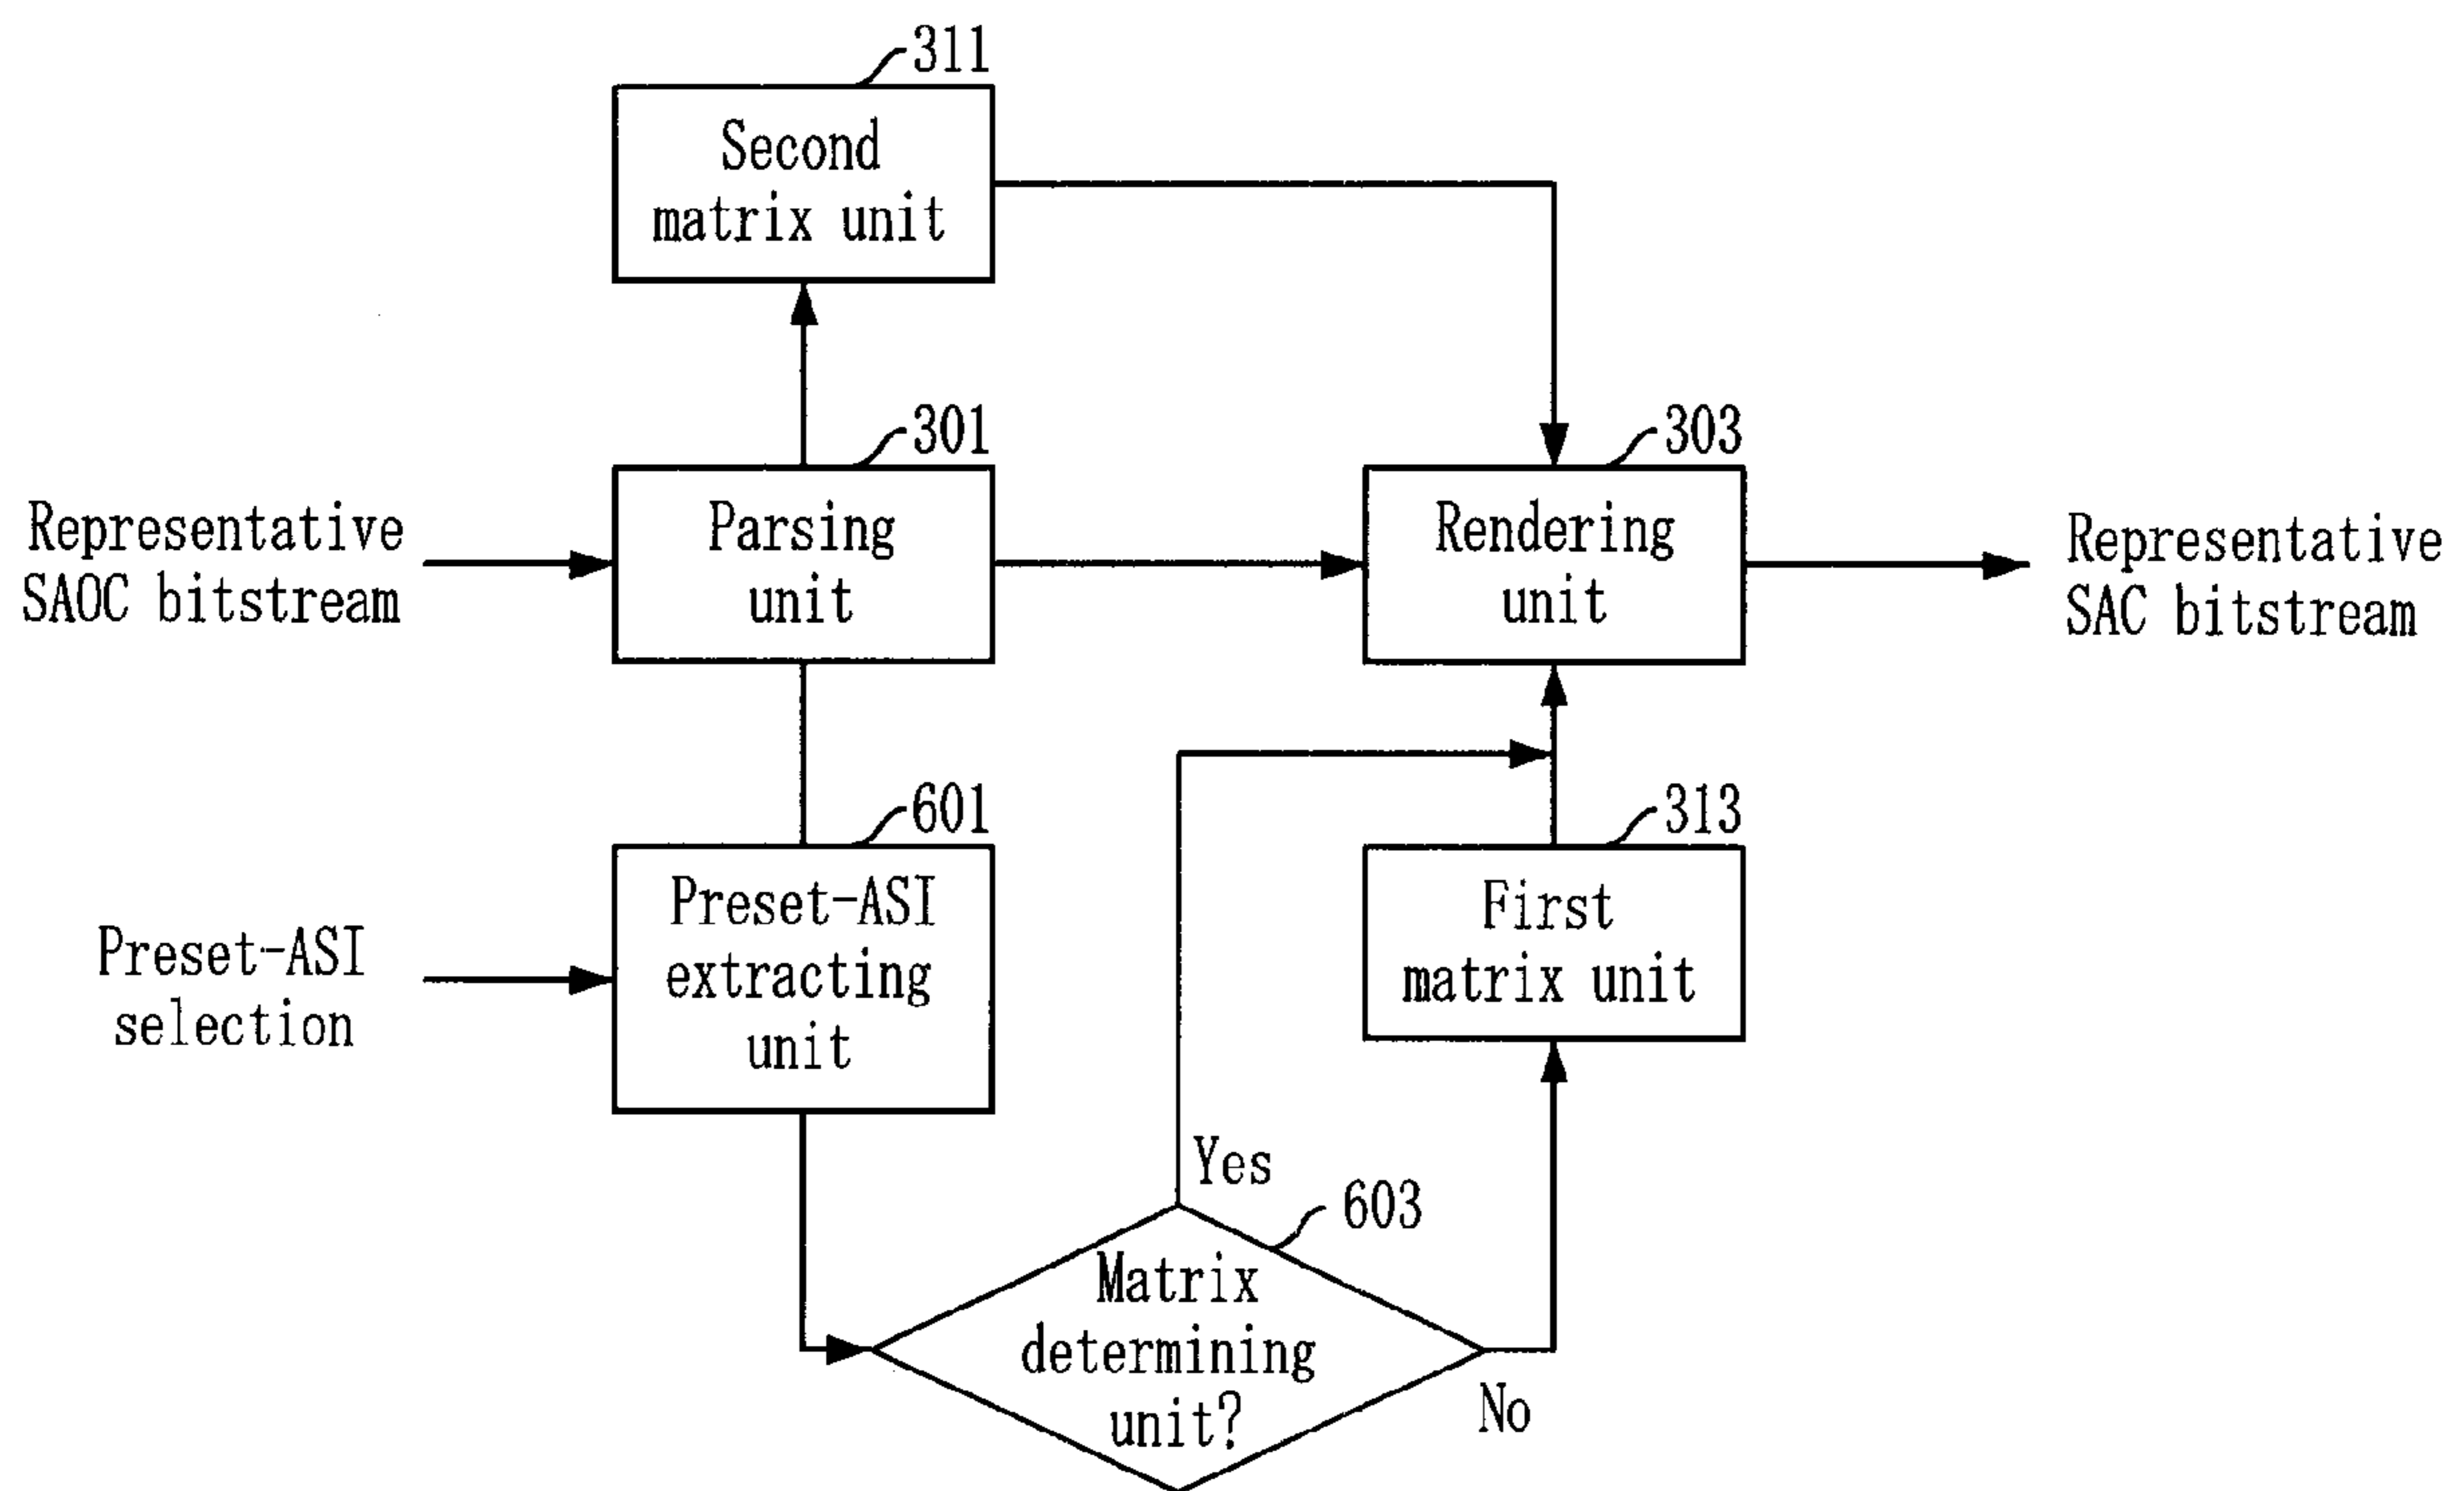 311
Second
matrix unit
301
303
Representative
SAOC bitstream
Parsing
unit
Rendering
unit
Representative
SAC bitstream
601
313
Preset-ASI
selection
Preset-ASI
extracting
unit
First
matrix unit
Yes
603
Matrix
determining
unit?
No